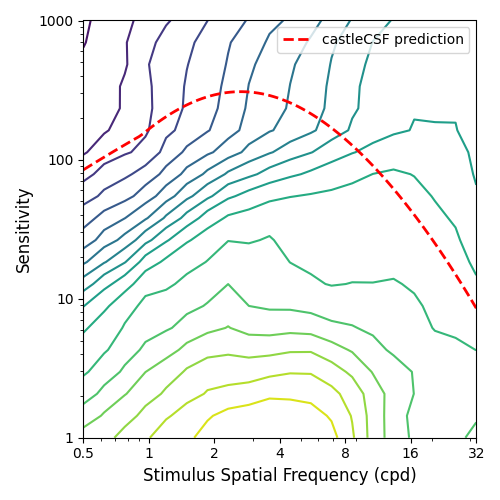 castleCSF prediction
Sensitivity
1000
100
10
1
0.5 1 2 4 8 16 32
Stimulus Spatial Frequency (cpd)